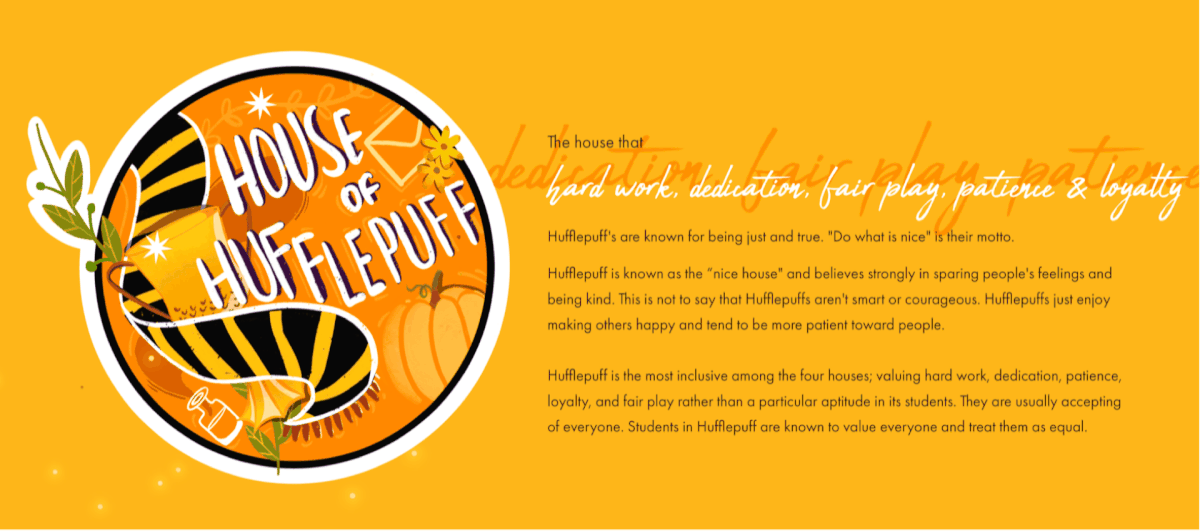 HOUSE
OF
HUFFLEPUFF
The house that
dedication, fair play, patience
hard work, dedication, fair play, patience & loyalty
Hufflepuff's are known for being just and true. "Do what is nice" is their motto.
Hufflepuff is known as the “nice house" and believes strongly in sparing people's feelings and
being kind. This is not to say that Hufflepuffs aren't smart or courageous. Hufflepuffs just enjoy
making others happy and tend to be more patient toward people.
Hufflepuff is the most inclusive among the four houses; valuing hard work, dedication, patience,
loyalty, and fair play rather than a particular aptitude in its students. They are usually accepting
of everyone. Students in Hufflepuff are known to value everyone and treat them as equal.